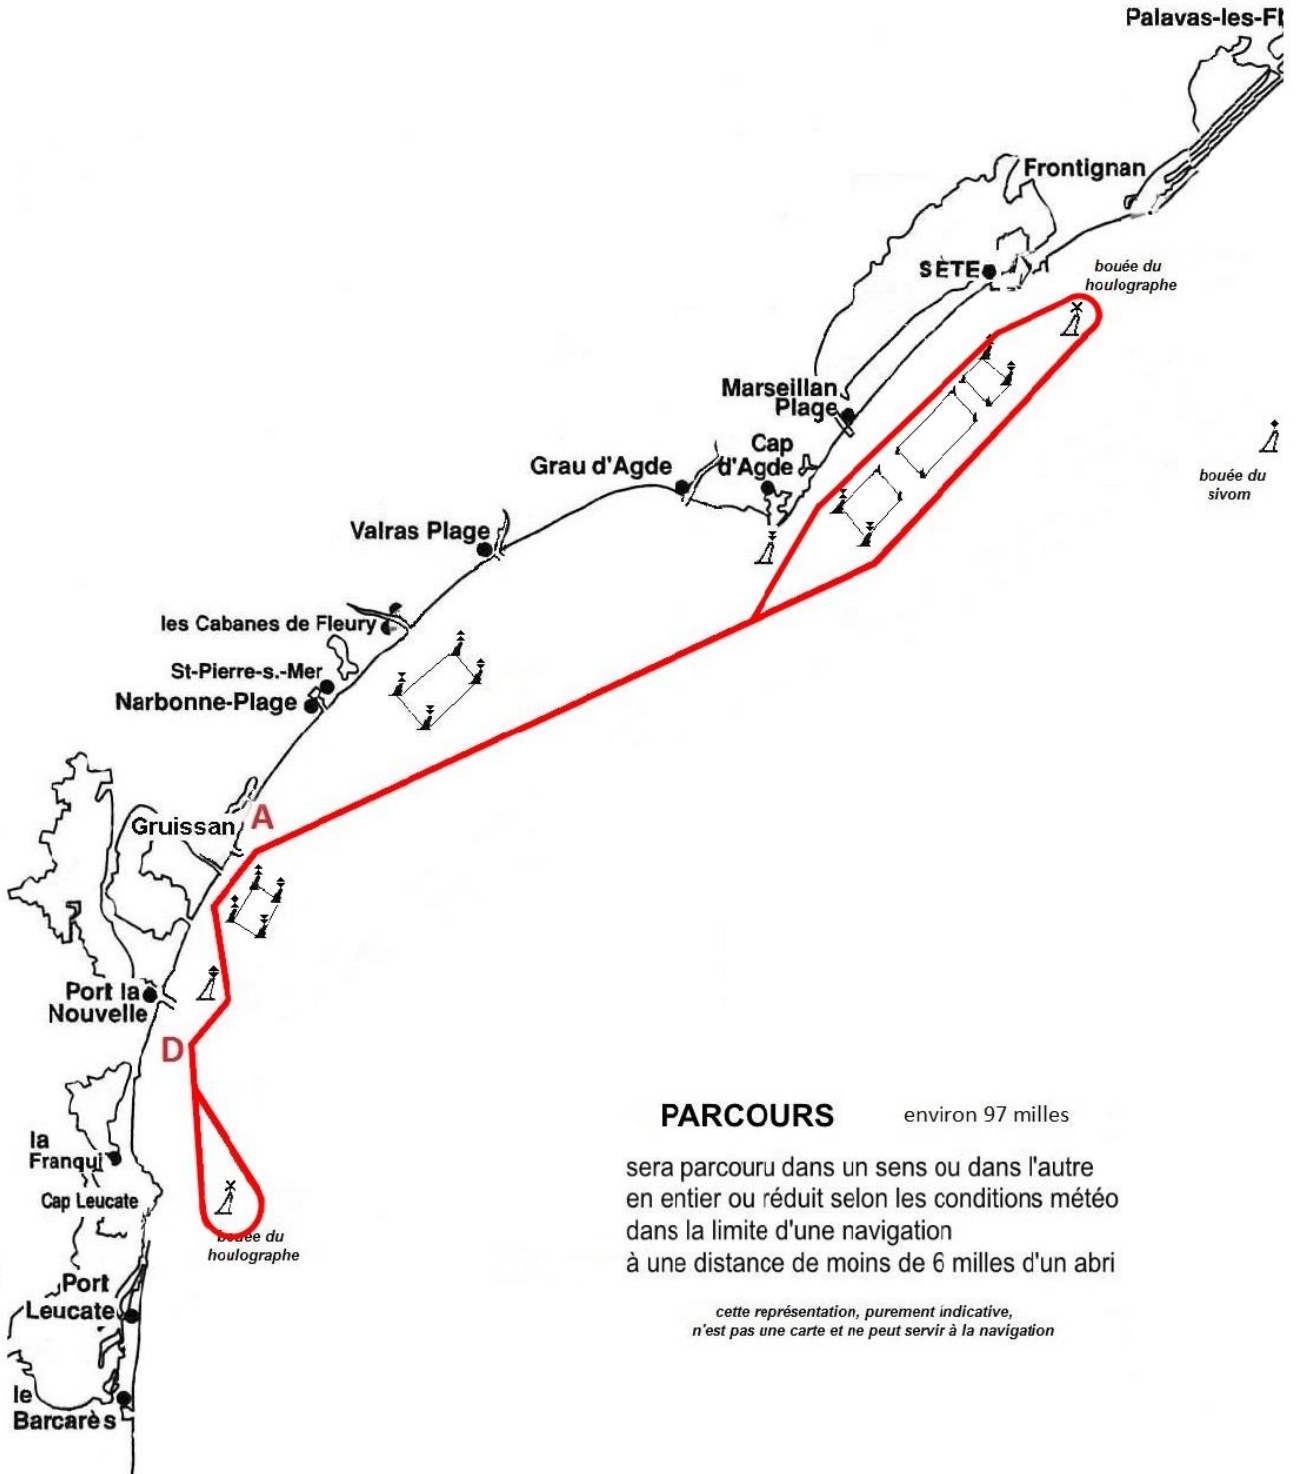 Palavas-les-Fl
Frontignan
SÈTE
bouée du
houlographe
Marseillan
Plage
Cap
d'Agde
Grau d'Agde
bouée du
sivom
Valras Plage
les Cabanes de Fleury
St-Pierre-s.-Mer
Narbonne-Plage
A
Gruissan
Port la
Nouvelle
D
PARCOURS environ 97 milles
la
Franqui
sera parcouru dans un sens ou dans l'autre
en entier ou réduit selon les conditions météo
dans la limite d'une navigation
à une distance de moins de 6 milles d'un abri
Cap Leucate
bouée du
houlographe
Port
Leucate
cette représentation, purement indicative,
n'est pas une carte et ne peut servir à la navigation
le
Barcarès